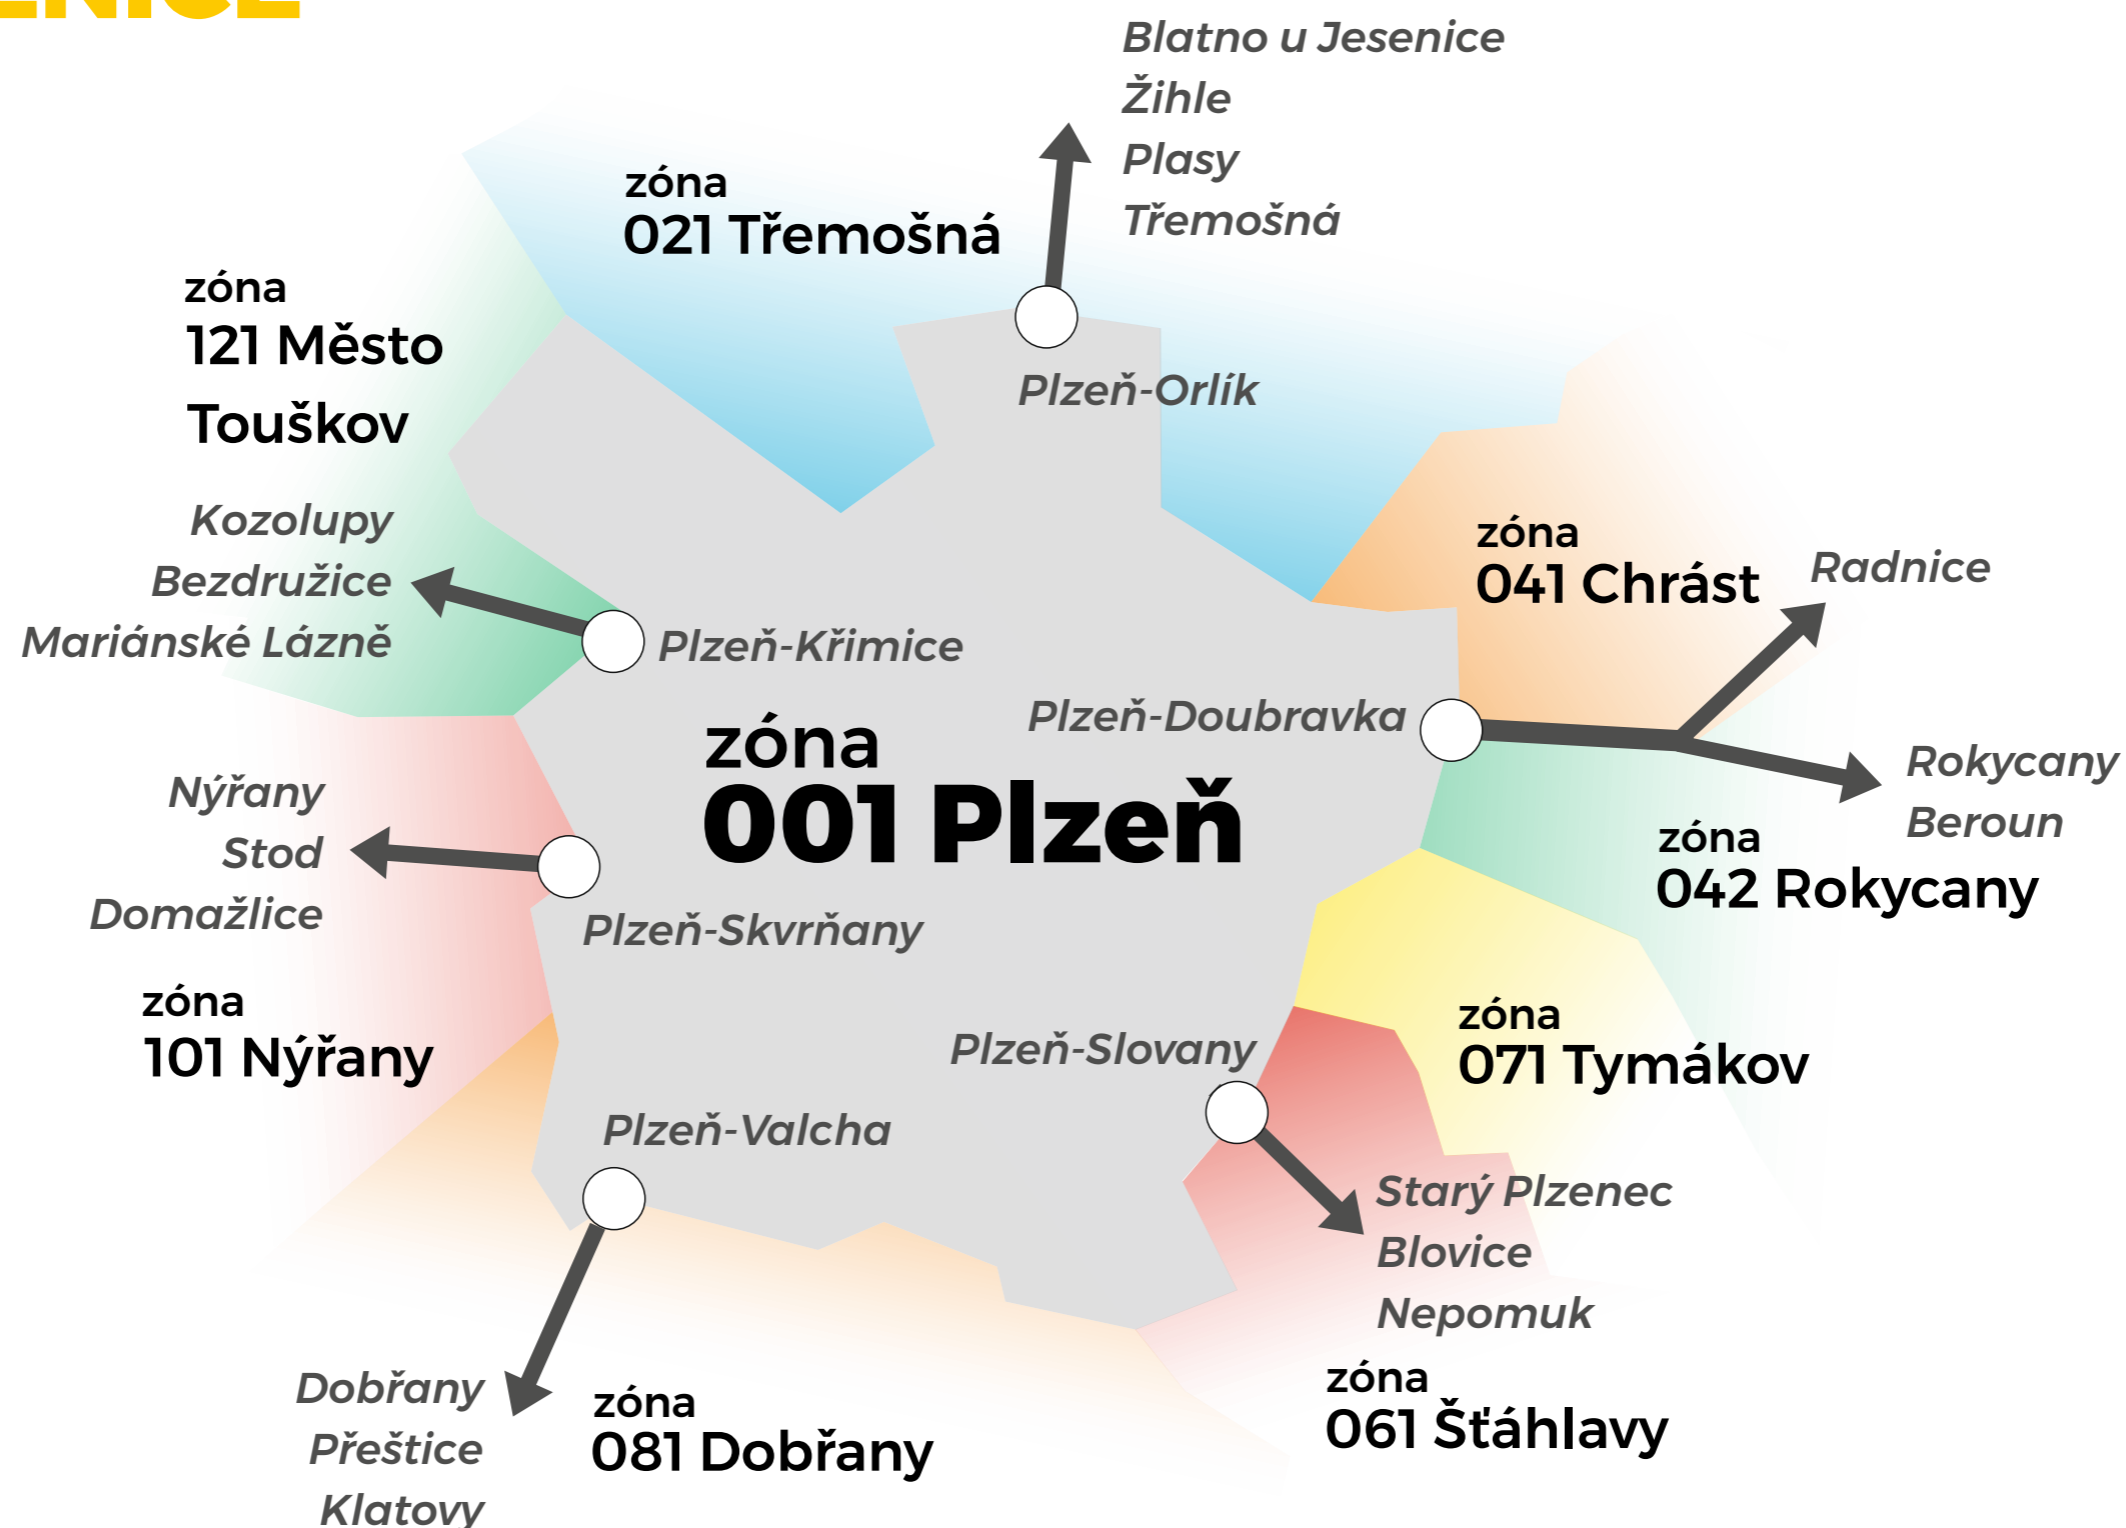 Blatno u Jesenice
Žihle
Plasy
Třemošná
zóna
021 Třemošná
zóna
121 Město
Touškov
Plzeň-Orlík
Kozolupy
Bezdružice
Mariánské Lázně
zóna
041 Chrást
Radnice
Plzeň-Křimice
Plzeň-Doubravka
zóna
001 Plzeň
Rokycany
Beroun
Nýřany
Stod
Domažlice
zóna
042 Rokycany
Plzeň-Skvrňany
zóna
101 Nýřany
zóna
071 Tymákov
Plzeň-Slovany
Plzeň-Valcha
Starý Plzenec
Blovice
Nepomuk
zóna
061 Šťáhlavy
Dobřany
Přeštice
Klatovy
zóna
081 Dobřany